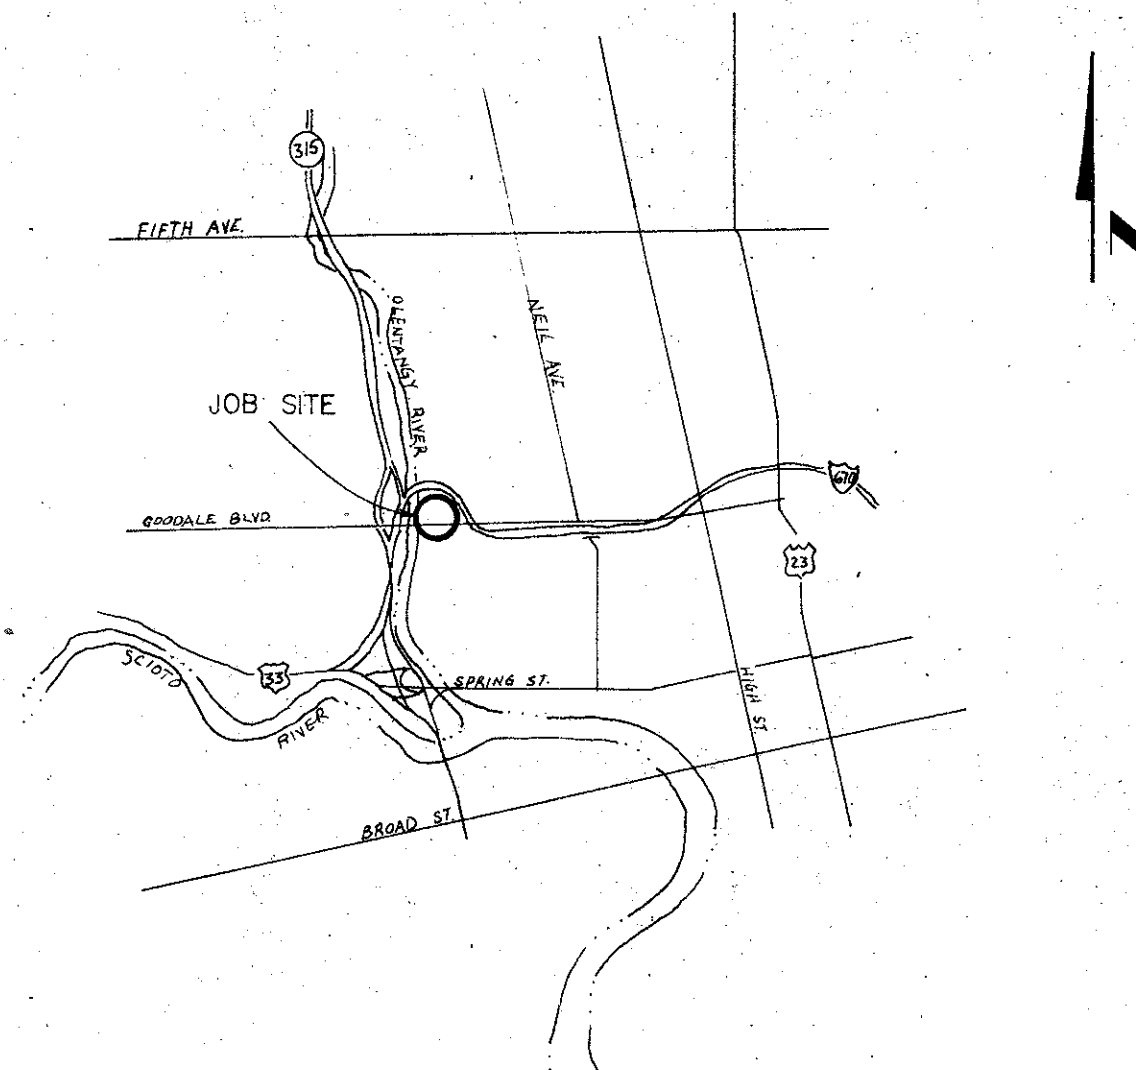 315
FIFTH AVE.
OLENTANGY RIVER
NEIL AVE.
JOB SITE
670
GOODALE BLVD.
23
SCIOTO
RIVER
33
SPRING ST.
HIGH ST.
BROAD ST.
N